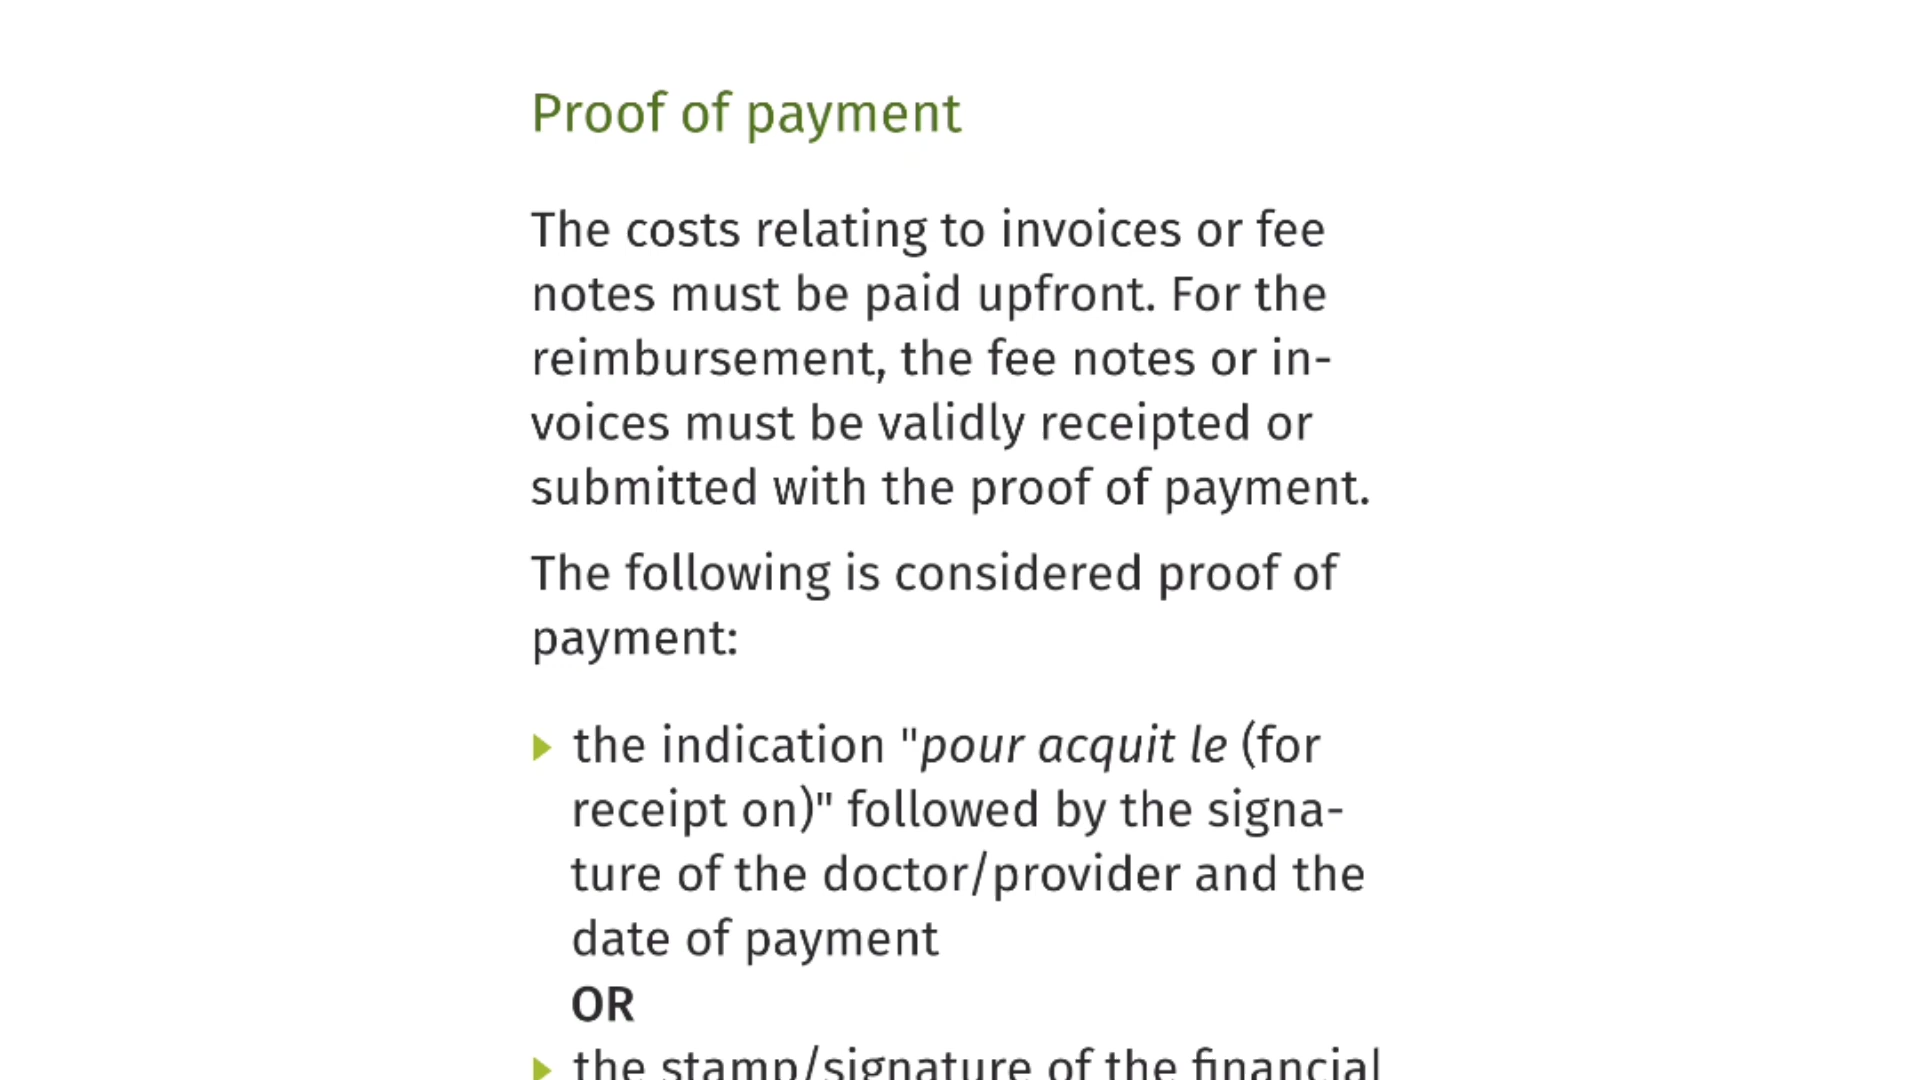 Proof of payment
The costs relating to invoices or fee
notes must be paid upfront. For the
reimbursement, the fee notes or in-
voices must be validly receipted or
submitted with the proof of payment.
The following is considered proof of
payment:
the indication "pour acquit le (for
receipt on)" followed by the signa-
ture of the doctor/provider and the
date of payment
OR
the stamp/signature of the financial